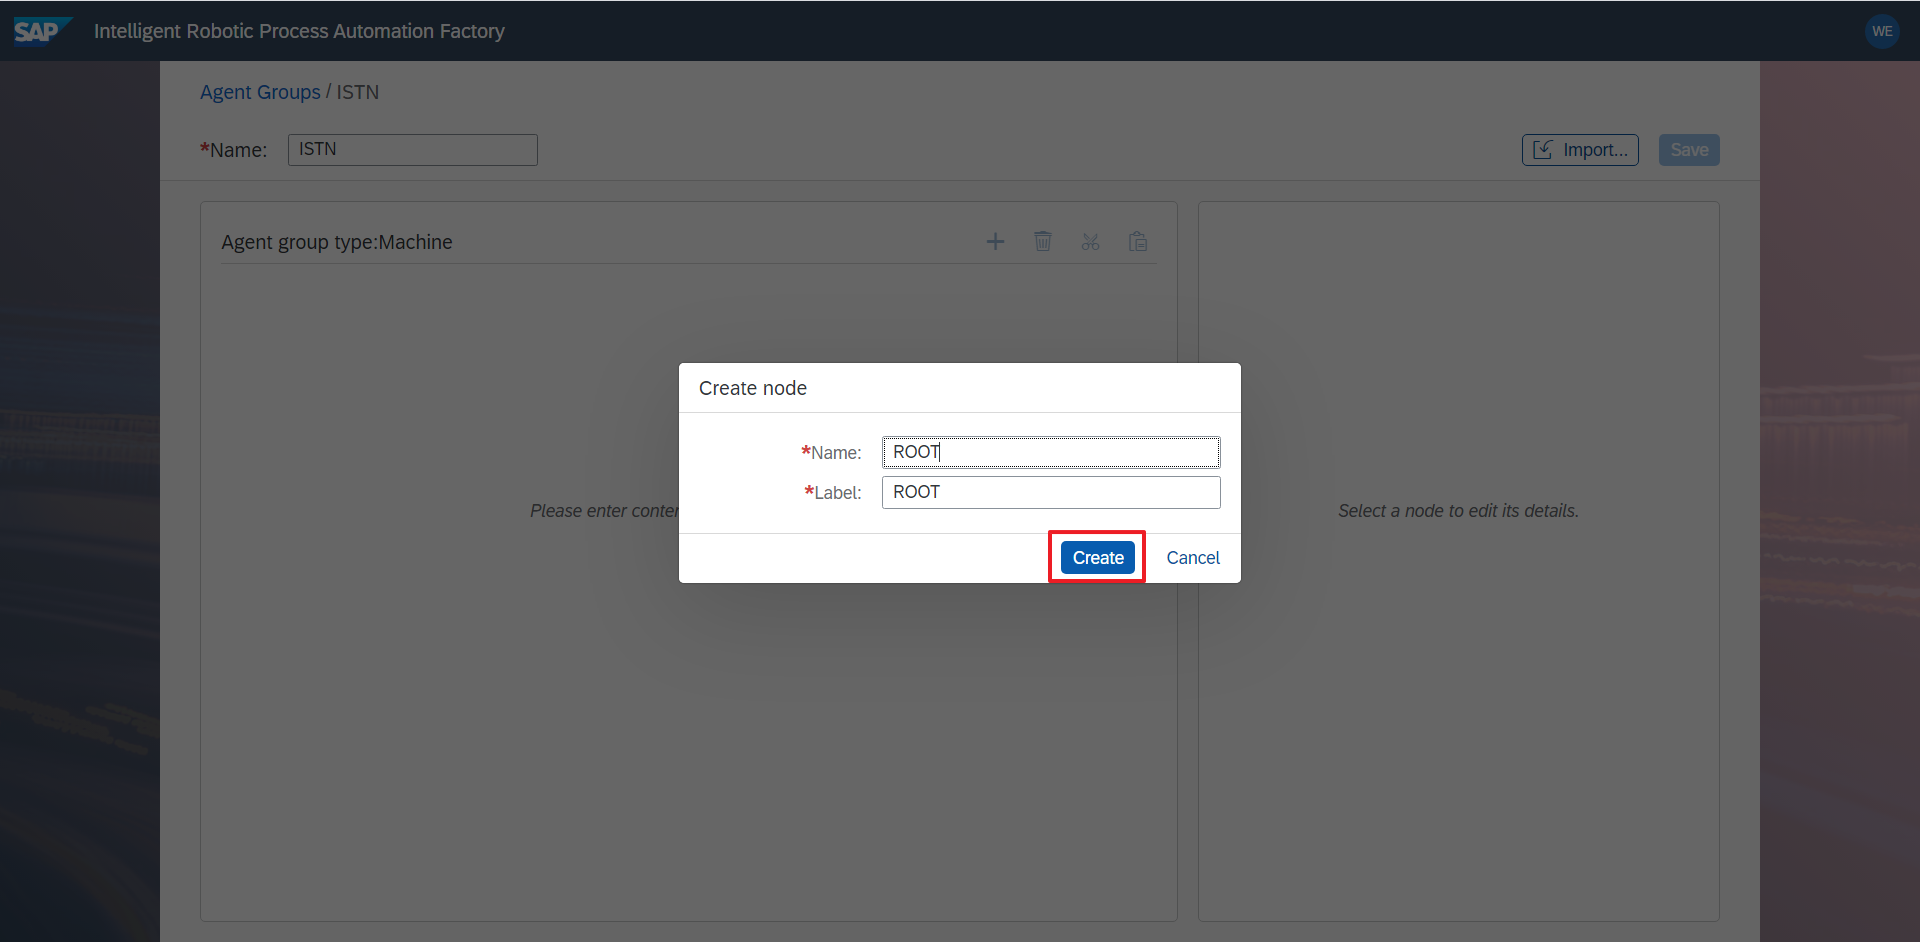 SAP Intelligent Robotic Process Automation Factory WE
Agent Groups / ISTN
*Name: ISTN Import... Save
Agent group type:Machine
Create node
*Name: ROOT
*Label: ROOT
Please enter Select a node to edit its details.
Create Cancel